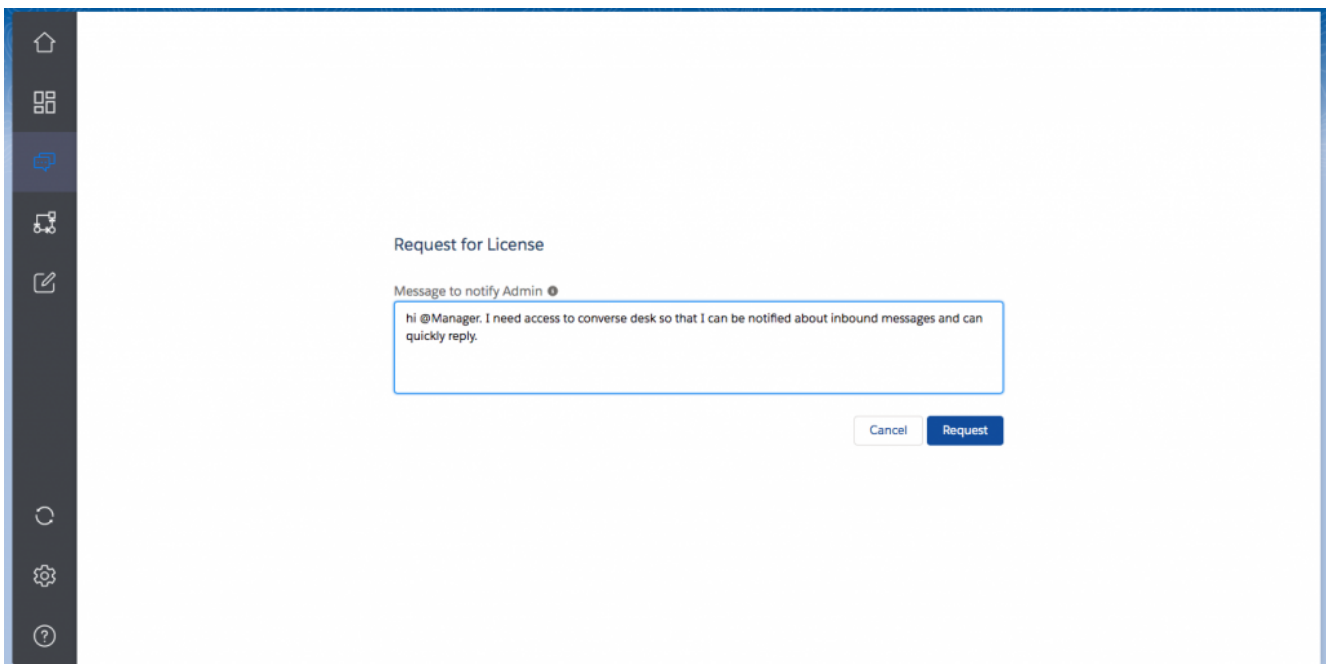 Request for License
Message to notify Admin
hi @Manager. I need access to converse desk so that I can be notified about inbound messages and can
quickly reply.
Cancel Request